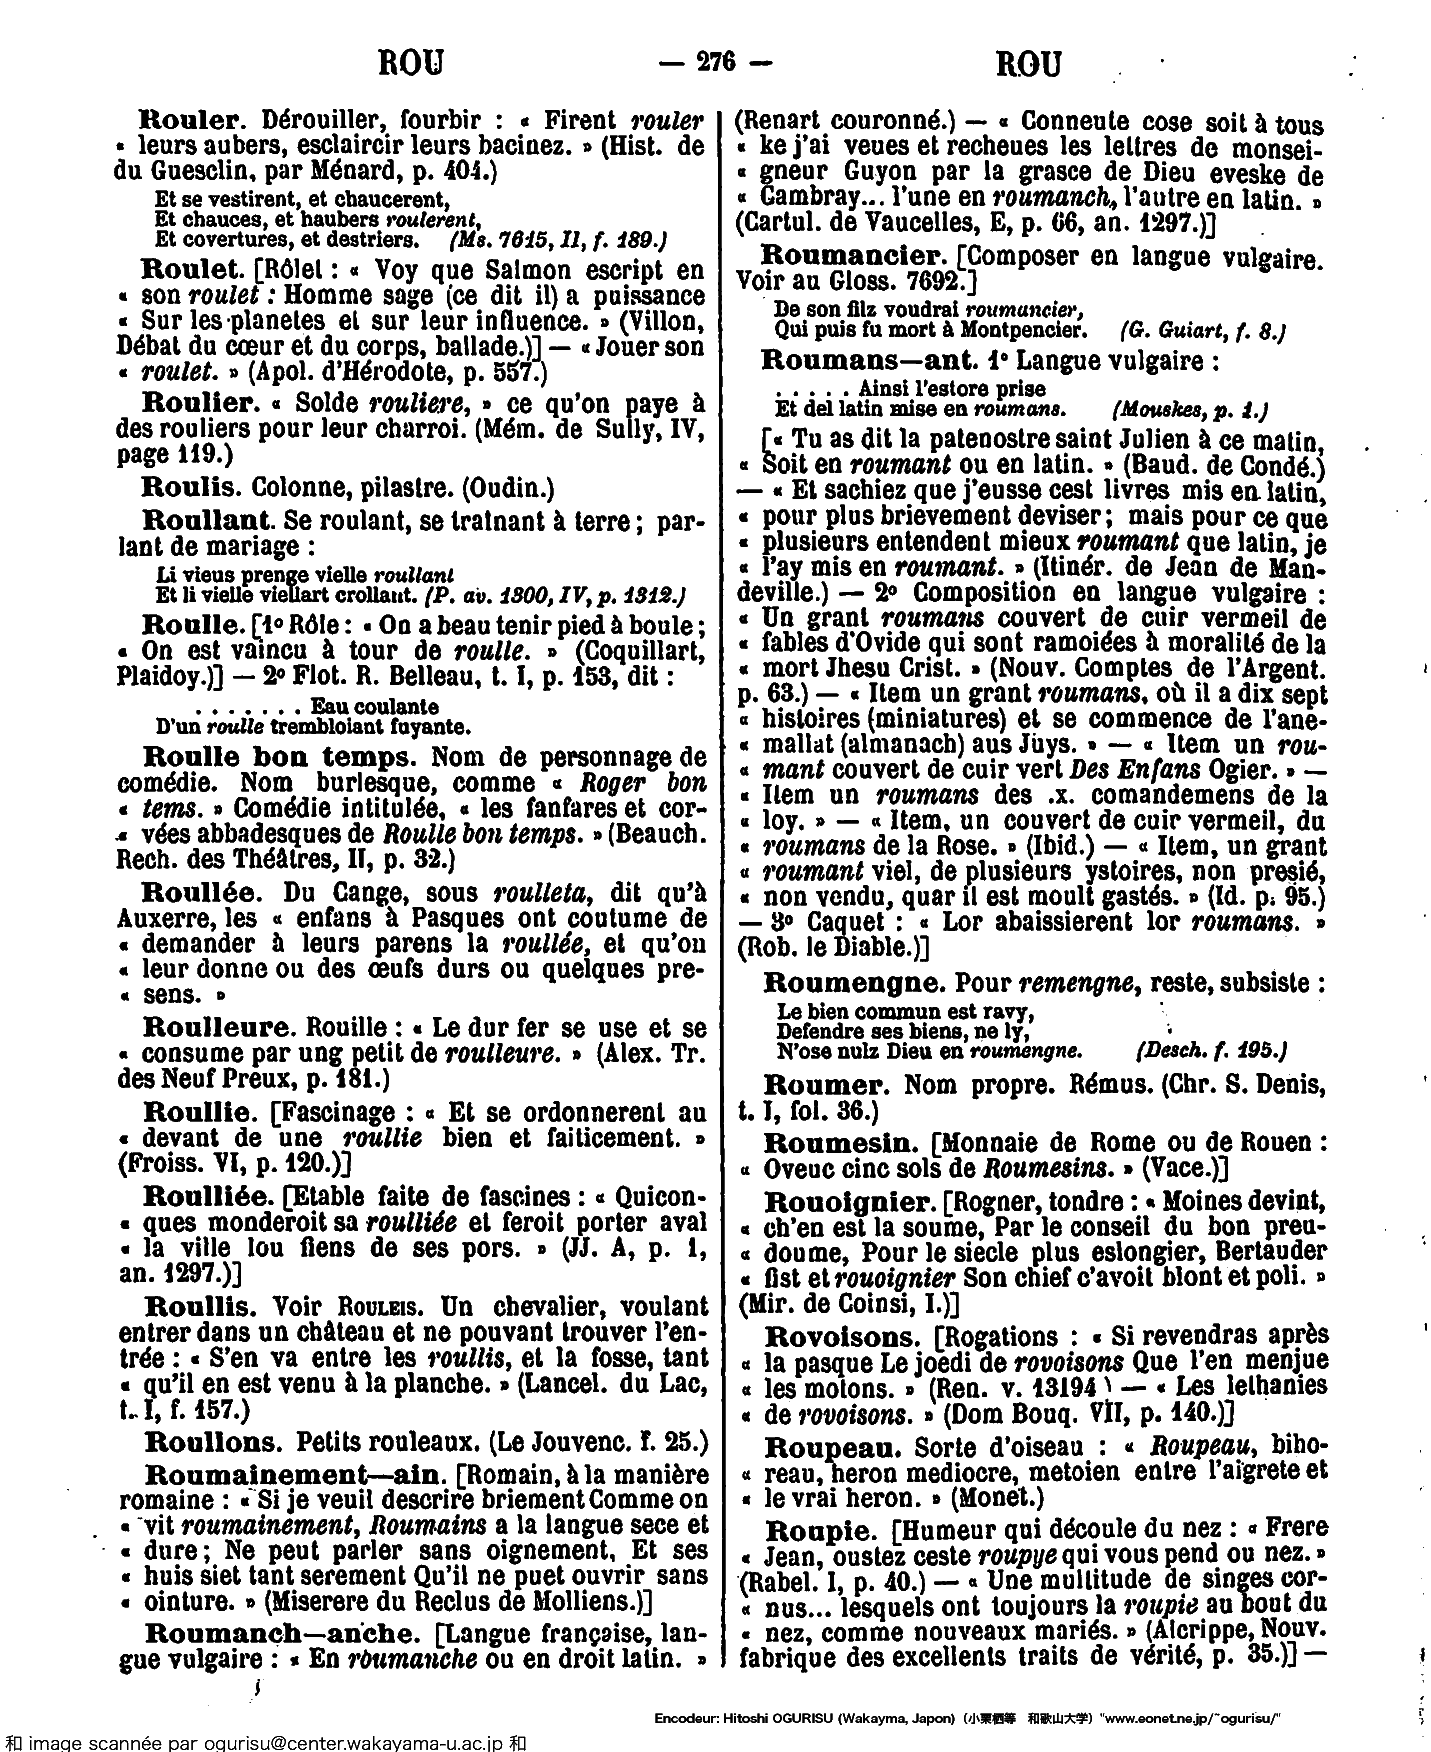 ROU — 276 — ROU
Rouler. Dérouiller, fourbir : « Firent rouler
« leurs aubers, esclaircir leurs bacinez. » (Hist. de
du Guesclin, par Ménard, p. 404.)
Et se vestirent, et chaucerent,
Et chauces, et haubers roulerent,
Et covertures, et destriers. (Ms. 7615, II, f. 189.)
Roulet. [Rôlet : « Voy que Salmon escript en
« son roulet : Homme sage (ce dit il) a puissance
« Sur les planetes et sur leur influence. » (Villon,
Débat du cœur et du corps, ballade.)] — « Jouer son
« roulet. » (Apol. d'Hérodote, p. 557.)
Roulier. « Solde rouliere, » ce qu'on paye à
des rouliers pour leur charroi. (Mém. de Sully, IV,
page 119.)
Roulis. Colonne, pilastre. (Oudin.)
Roullant. Se roulant, se traînant à terre ; par-
lant de mariage :
Li vieus prenge vielle roullant
Et li vielle viellart crollant. (P. av. 1300, IV, p. 1312.)
Roulle. [1º Rôle : « On a beau tenir pied à boule ;
« On est vaincu à tour de roulle. » (Coquillart,
Plaidoy.)] — 2º Flot. R. Belleau, t. I, p. 153, dit :
. . . . . . . Eau coulante
D'un roulle trembloiant fuyante.
Roulle bon temps. Nom de personnage de
comédie. Nom burlesque, comme « Roger bon
« tems. » Comédie intitulée, « les fanfares et cor-
« vées abbadesques de Roulle bon temps. » (Beauch.
Rech. des Théâtres, II, p. 32.)
Roullée. Du Cange, sous roulleta, dit qu'à
Auxerre, les « enfans à Pasques ont coutume de
« demander à leurs parens la roullée, et qu'on
« leur donne ou des œufs durs ou quelques pre-
« sens. »
Roulleure. Rouille : « Le dur fer se use et se
« consume par ung petit de roulleure. » (Alex. Tr.
des Neuf Preux, p. 181.)
Roullie. [Fascinage : « Et se ordonnerent au
« devant de une roullie bien et faiticement. »
(Froiss. VI, p. 120.)]
Roulliée. [Etable faite de fascines : « Quicon-
« ques monderoit sa roulliée et feroit porter aval
« la ville lou fiens de ses pors. » (JJ. A, p. 1,
an. 1297.)]
Roullis. Voir ROULEIS. Un chevalier, voulant
entrer dans un château et ne pouvant trouver l'en-
trée : « S'en va entre les roullis, et la fosse, tant
« qu'il en est venu à la planche. » (Lancel. du Lac,
t. I, f. 157.)
Roullons. Petits rouleaux. (Le Jouvenc. f. 25.)
Roumainement—ain. [Romain, à la manière
romaine : « Si je veuil descrire briement Comme on
« vit roumainement, Roumains a la langue sece et
« dure ; Ne peut parler sans oignement, Et ses
« huis siet tant serement Qu'il ne puet ouvrir sans
« ointure. » (Miserere du Reclus de Molliens.)]
Roumanch—anche. [Langue française, lan-
gue vulgaire : « En roumanche ou en droit latin. »
(Renart couronné.) — « Conneute cose soit à tous
« ke j'ai veues et recheues les lettres de monsei-
« gneur Guyon par la grasce de Dieu eveske de
« Cambray... l'une en roumanch, l'autre en latin. »
(Cartul. de Vaucelles, E, p. 66, an. 1297.)]
Roumancier. [Composer en langue vulgaire.
Voir au Gloss. 7692.]
De son filz voudrai roumancier,
Qui puis fu mort à Montpencier. (G. Guiart, f. 8.)
Roumans—ant. 1º Langue vulgaire :
. . . . . Ainsi l'estore prise
Et del latin mise en roumans. (Mouskes, p. 1.)
[« Tu as dit la patenostre saint Julien à ce matin,
« Soit en roumant ou en latin. » (Baud. de Condé.)
— « Et sachiez que j'eusse cest livres mis en latin,
« pour plus brievement deviser ; mais pour ce que
« plusieurs entendent mieux roumant que latin, je
« l'ay mis en roumant. » (Itinér. de Jean de Man-
deville.) — 2º Composition en langue vulgaire :
« Un grant roumans couvert de cuir vermeil de
« fables d'Ovide qui sont ramoiées à moralité de la
« mort Jhesu Crist. » (Nouv. Comptes de l'Argent.
p. 63.) — « Item un grant roumans, où il a dix sept
« histoires (miniatures) et se commence de l'ane-
« mallat (almanach) aus Juys. » — « Item un rou-
« mant couvert de cuir vert Des Enfans Ogier. » —
« Item un roumans des .x. comandemens de la
« loy. » — « Item, un couvert de cuir vermeil, du
« roumans de la Rose. » (Ibid.) — « Item, un grant
« roumant viel, de plusieurs ystoires, non presié,
« non vendu, quar il est moult gastés. » (Id. p. 95.)
— 3º Caquet : « Lor abaissierent lor roumans. »
(Rob. le Diable.)]
Roumengne. Pour remengne, reste, subsiste :
Le bien commun est ravy,
Defendre ses biens, ne ly,
N'ose nulz Dieu en roumengne. (Desch. f. 195.)
Roumer. Nom propre. Rémus. (Chr. S. Denis,
t. I, fol. 36.)
Roumesin. [Monnaie de Rome ou de Rouen :
« Oveuc cinc sols de Roumesins. » (Vace.)]
Rouoignier. [Rogner, tondre : « Moines devint,
« ch'en est la soume, Par le conseil du bon preu-
« doume, Pour le siecle plus eslongier, Bertauder
« fist et rouoignier Son chief c'avoit blont et poli. »
(Mir. de Coinsi, I.)]
Rovoisons. [Rogations : « Si revendras après
« la pasque Le joedi de rovoisons Que l'en menjue
« les motons. » (Ren. v. 13194) — « Les lethanies
« de rovoisons. » (Dom Bouq. VII, p. 140.)]
Roupeau. Sorte d'oiseau : « Roupeau, biho-
« reau, heron mediocre, metoien entre l'aigrete et
« le vrai heron. » (Monet.)
Roupie. [Humeur qui découle du nez : « Frere
« Jean, oustez ceste roupye qui vous pend ou nez. »
(Rabel. I, p. 40.) — « Une multitude de singes cor-
« nus... lesquels ont toujours la roupie au bout du
« nez, comme nouveaux mariés. » (Alcrippe, Nouv.
fabrique des excellents traits de vérité, p. 35.)] —
Encodeur: Hitoshi OGURISU (Wakayma, Japon) (小栗栖等 和歌山大学) "www.eonet.ne.jp/~ogurisu/"
和 image scannée par ogurisu@center.wakayama-u.ac.jp 和